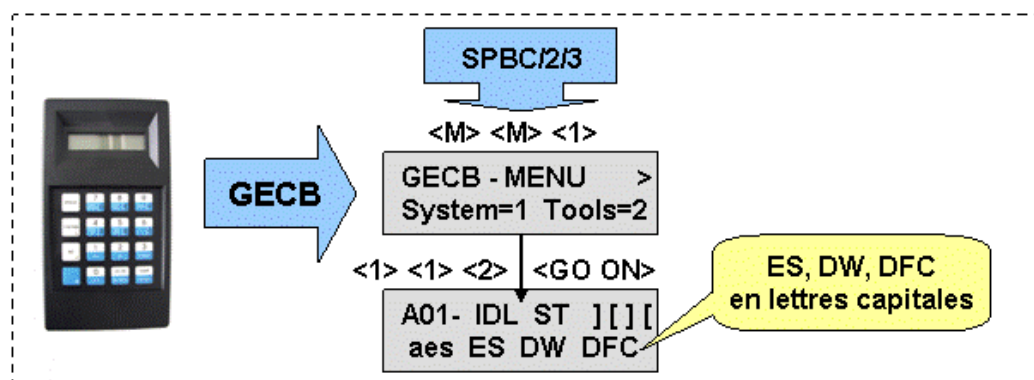 SPBC/2/3
<M> <M> <1>
GECB
GECB - MENU >
System=1 Tools=2
<1> <1> <2> <GO ON>
A01- IDL ST ][][
aes ES DW DFC
ES, DW, DFC
en lettres capitales